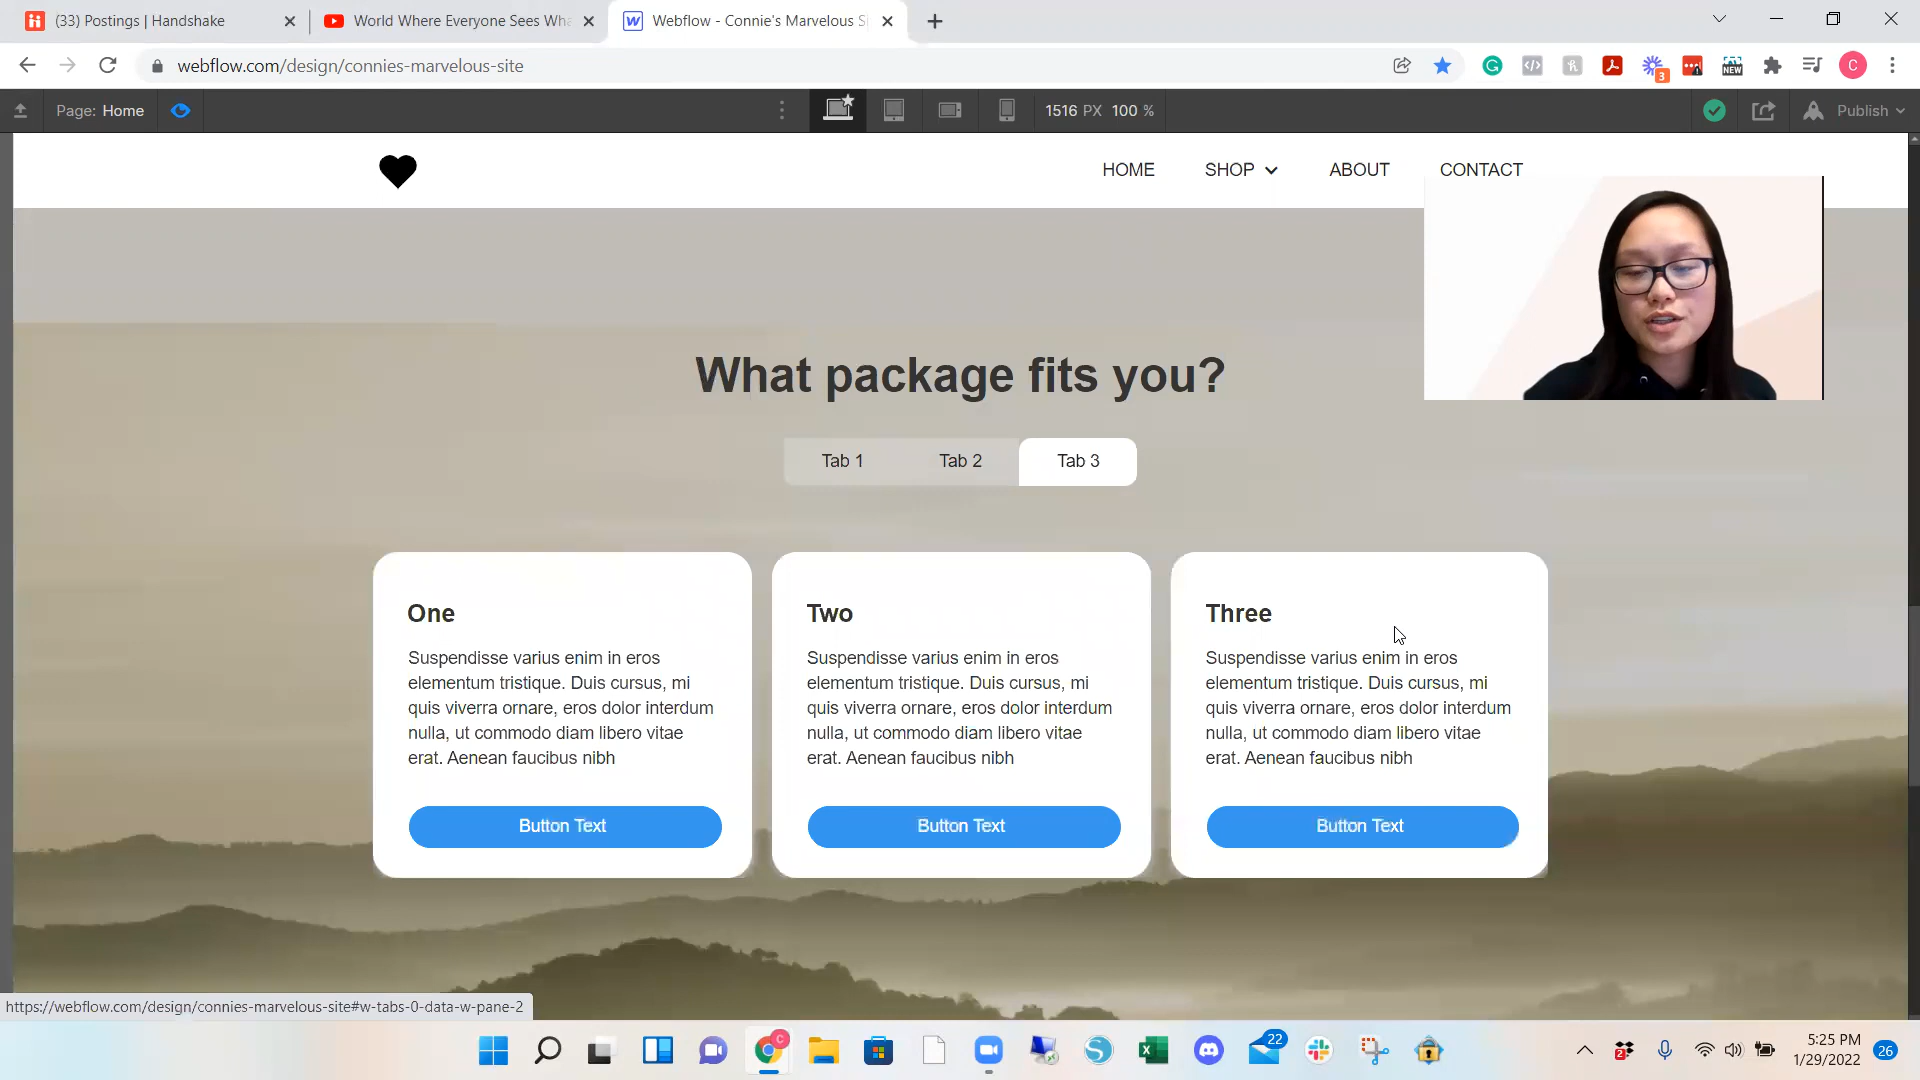 (33) Postings | Handshake
World Where Everyone Sees Wha
Webflow - Connie's Marvelous Si
webflow.com/design/connies-marvelous-site
3
NEW
C
Page: Home
1516 PX 100 %
Publish
HOME
SHOP
ABOUT
CONTACT
What package fits you?
Tab 1
Tab 2
Tab 3
One
Suspendisse varius enim in eros
elementum tristique. Duis cursus, mi
quis viverra ornare, eros dolor interdum
nulla, ut commodo diam libero vitae
erat. Aenean faucibus nibh
Button Text
Two
Suspendisse varius enim in eros
elementum tristique. Duis cursus, mi
quis viverra ornare, eros dolor interdum
nulla, ut commodo diam libero vitae
erat. Aenean faucibus nibh
Button Text
Three
Suspendisse varius enim in eros
elementum tristique. Duis cursus, mi
quis viverra ornare, eros dolor interdum
nulla, ut commodo diam libero vitae
erat. Aenean faucibus nibh
Button Text
https://webflow.com/design/connies-marvelous-site#w-tabs-0-data-w-pane-2
C
22
2
5:25 PM
1/29/2022
26